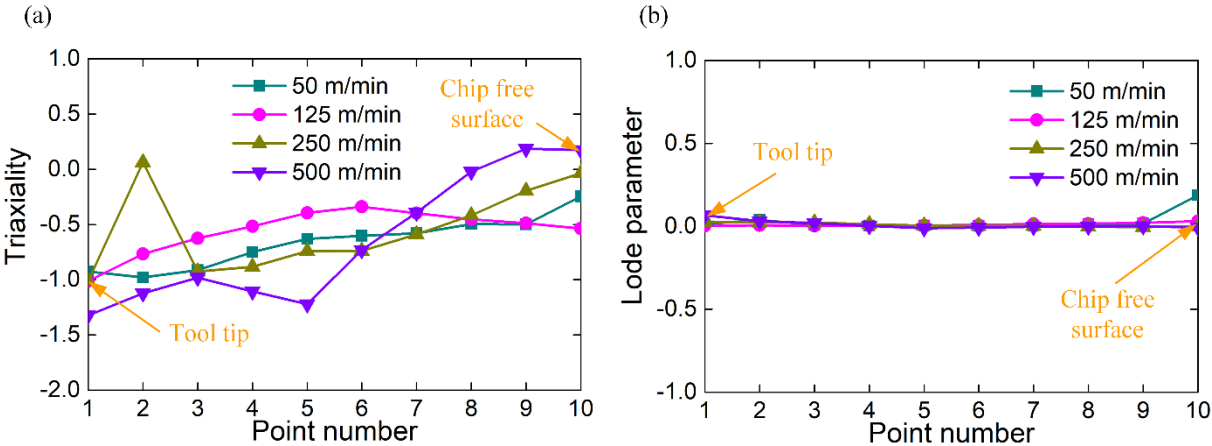 (a)
1.0
0.5
0.0
-0.5
-1.0
-1.5
-2.0
Triaxiality
50 m/min
125 m/min
250 m/min
500 m/min
Chip free
surface
Tool tip
1 2 3 4 5 6 7 8 9 10
Point number
(b)
1.0
0.5
0.0
-0.5
-1.0
Lode parameter
50 m/min
125 m/min
250 m/min
500 m/min
Tool tip
Chip free
surface
1 2 3 4 5 6 7 8 9 10
Point number